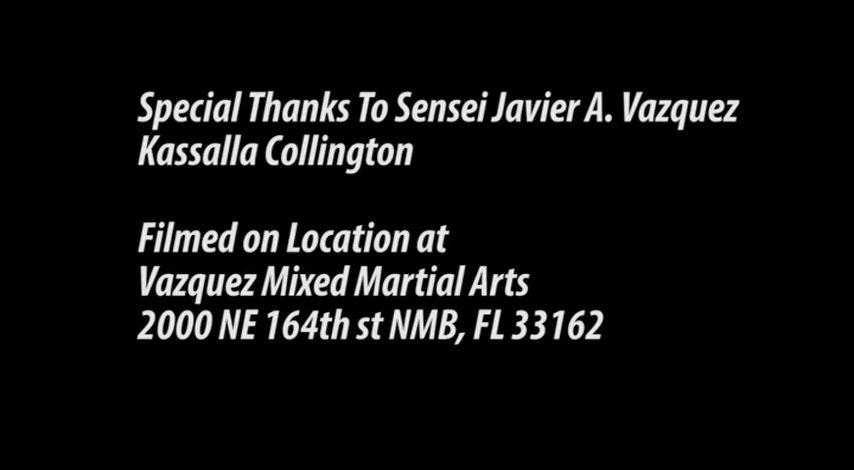 Special Thanks To Sensei Javier A. Vazquez
Kassalla Collington
Filmed on Location at
Vazquez Mixed Martial Arts
2000 NE 164th st NMB, FL 33162